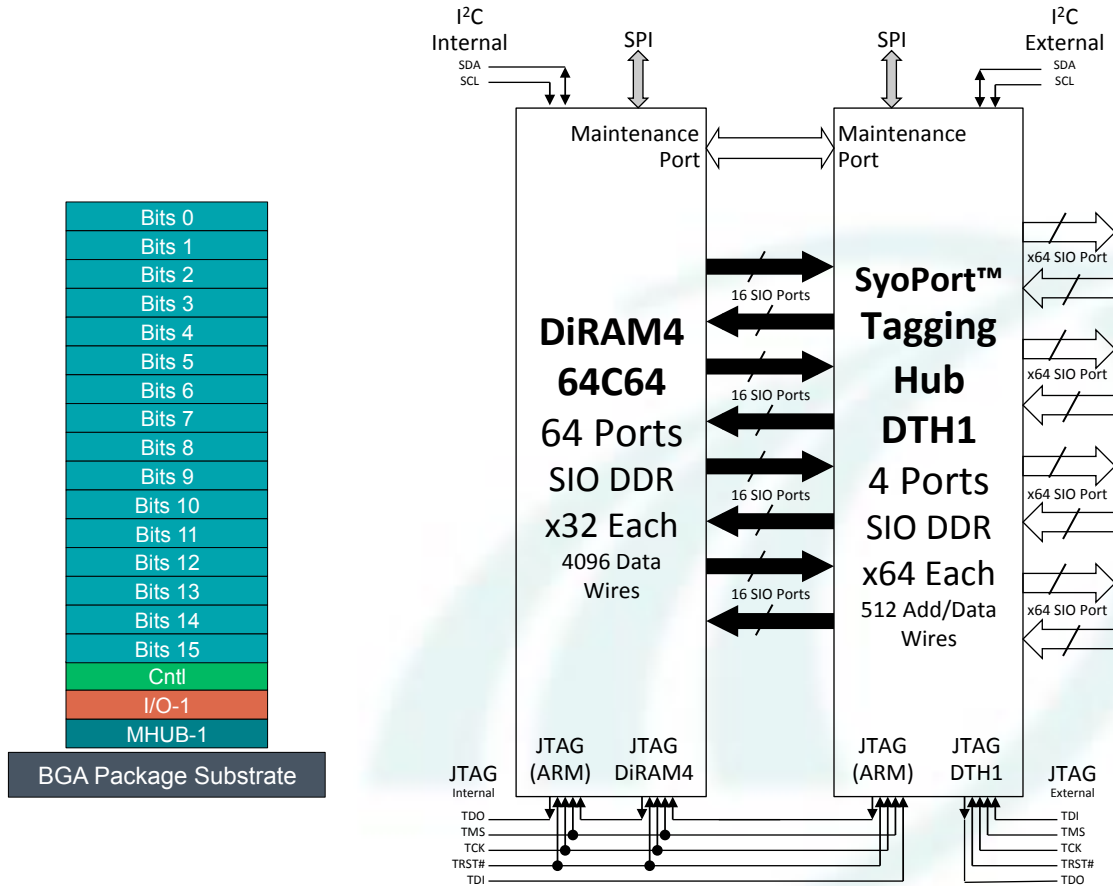 I²C
Internal
SDA
SCL
SPI
SPI
I²C
External
SDA
SCL
Bits 0
Bits 1
Bits 2
Bits 3
Bits 4
Bits 5
Bits 6
Bits 7
Bits 8
Bits 9
Bits 10
Bits 11
Bits 12
Bits 13
Bits 14
Bits 15
Cntl
I/O-1
MHUB-1
BGA Package Substrate
Maintenance
Port
DiRAM4
64C64
64 Ports
SIO DDR
x32 Each
4096 Data
Wires
JTAG
(ARM)
JTAG
DiRAM4
16 SIO Ports
16 SIO Ports
16 SIO Ports
16 SIO Ports
Maintenance
Port
SyoPort™
Tagging
Hub
DTH1
4 Ports
SIO DDR
x64 Each
512 Add/Data
Wires
JTAG
(ARM)
JTAG
DTH1
x64 SIO Port
x64 SIO Port
x64 SIO Port
x64 SIO Port
JTAG
Internal
TDO
TMS
TCK
TRST#
TDI
JTAG
External
TDI
TMS
TCK
TRST#
TDO